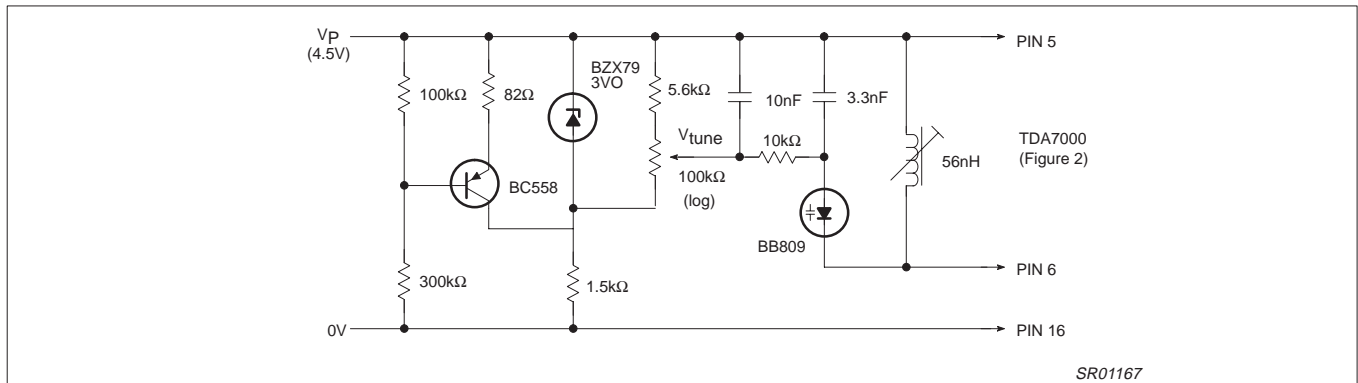 VP
(4.5V)
100kΩ
82Ω
BZX79
3VO
5.6kΩ
10nF
3.3nF
PIN 5
Vtune
10kΩ
100kΩ
(log)
56nH
TDA7000
(Figure 2)
BC558
BB809
PIN 6
300kΩ
1.5kΩ
0V
PIN 16
SR01167